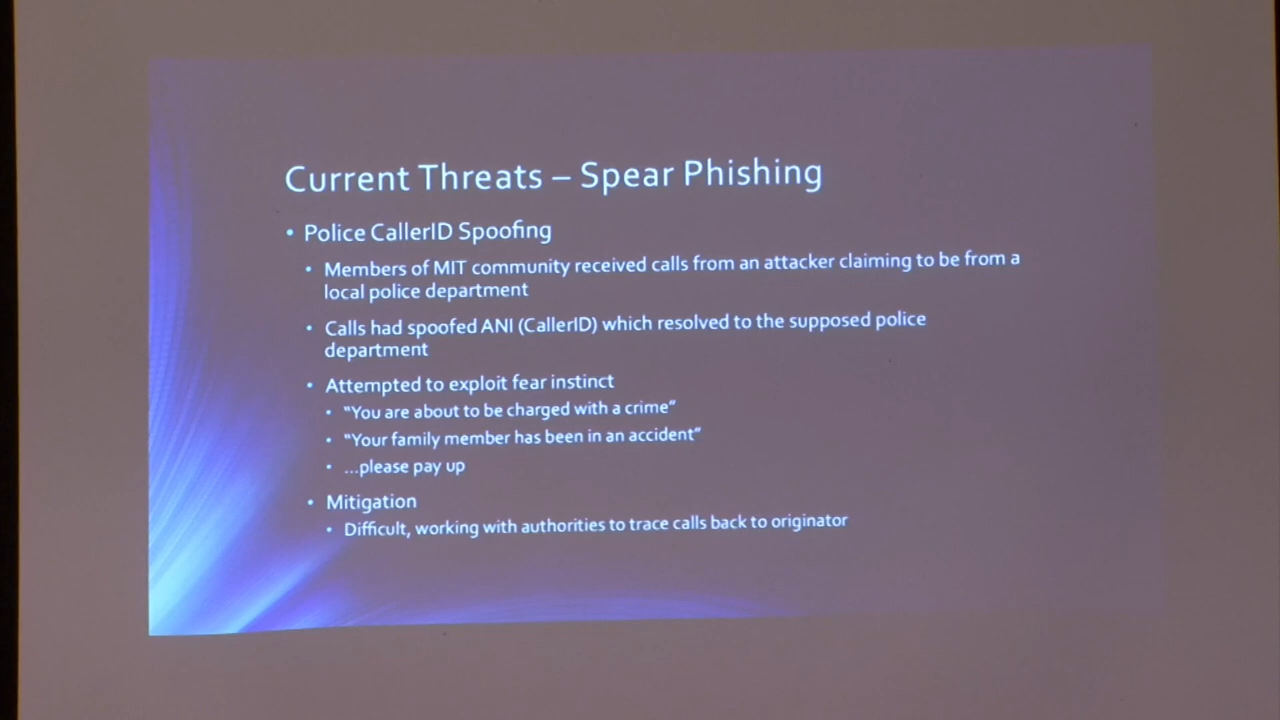 Current Threats – Spear Phishing
• Police CallerID Spoofing
• Members of MIT community received calls from an attacker claiming to be from a
local police department
• Calls had spoofed ANI (CallerID) which resolved to the supposed police
department
• Attempted to exploit fear instinct
• "You are about to be charged with a crime"
• "Your family member has been in an accident"
• ...please pay up
• Mitigation
• Difficult, working with authorities to trace calls back to originator